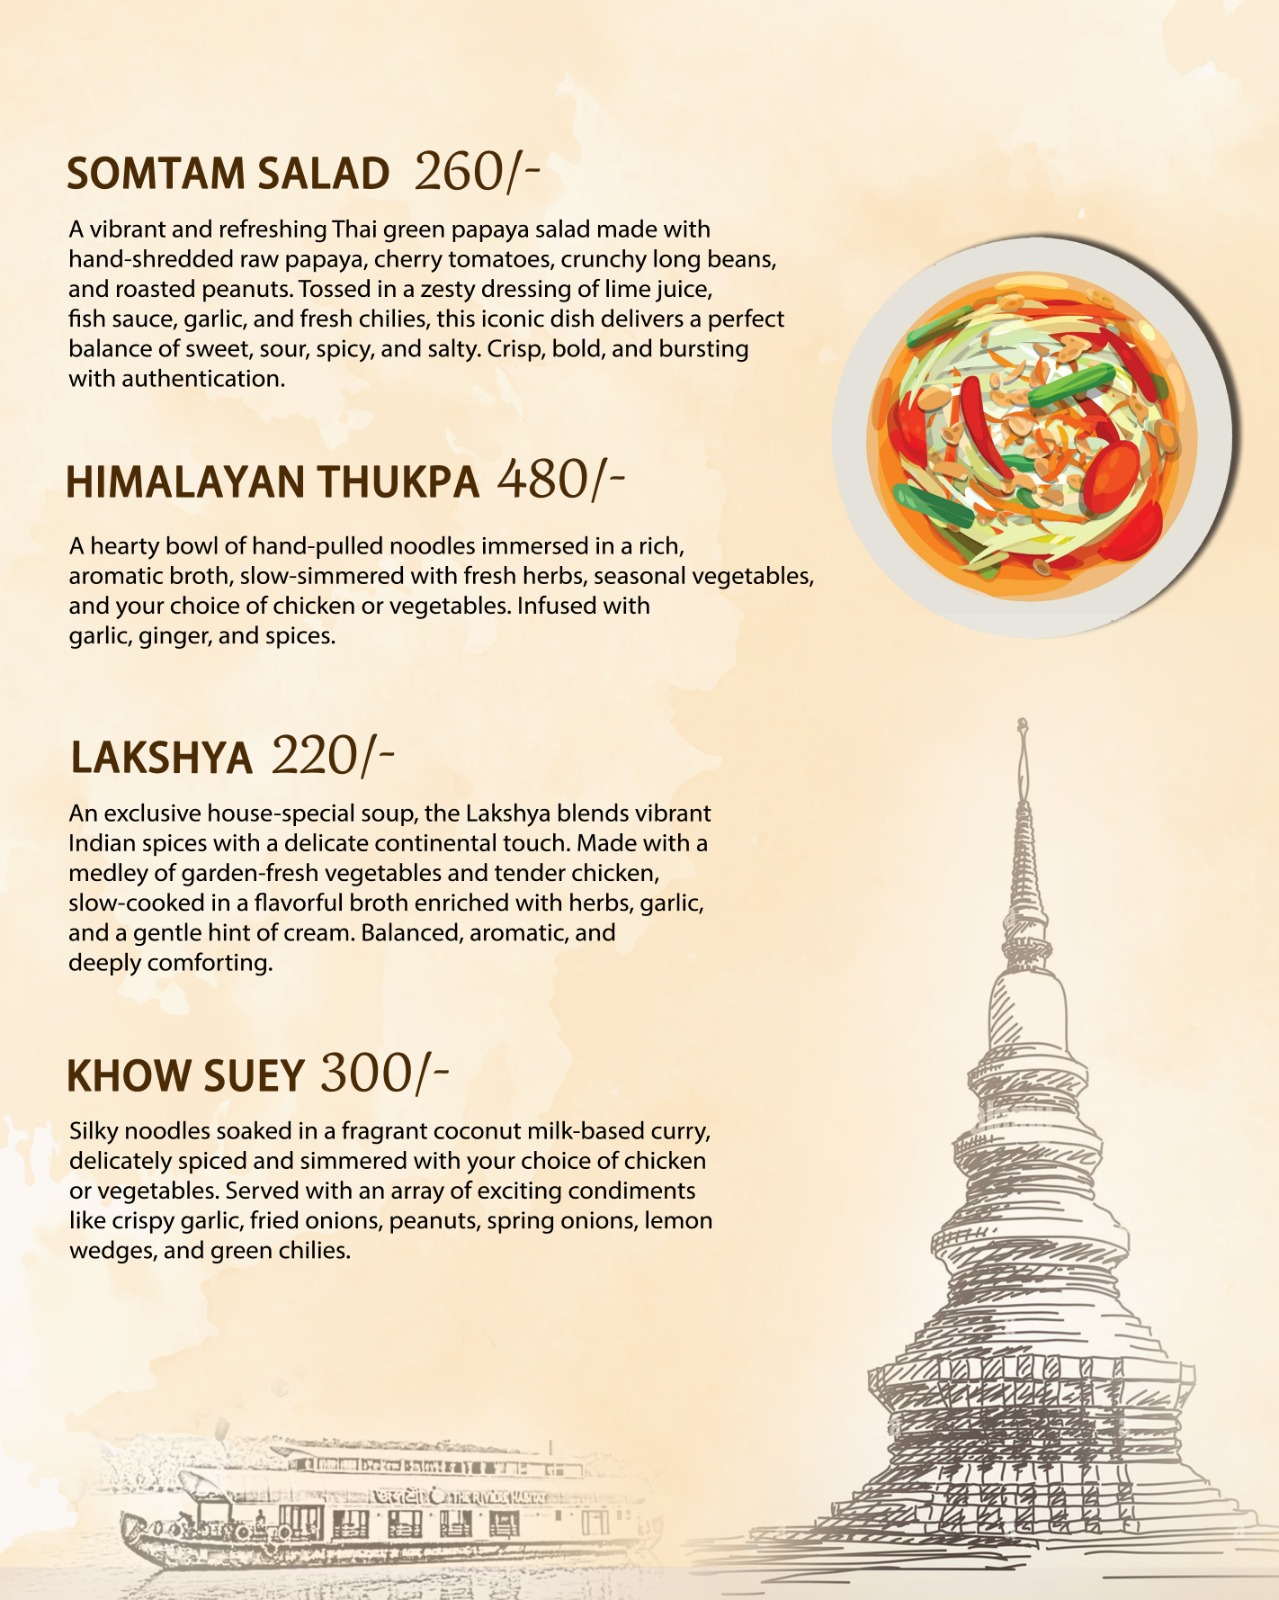 SOMTAM SALAD 260/-
A vibrant and refreshing Thai green papaya salad made with
hand-shredded raw papaya, cherry tomatoes, crunchy long beans,
and roasted peanuts. Tossed in a zesty dressing of lime juice,
fish sauce, garlic, and fresh chilies, this iconic dish delivers a perfect
balance of sweet, sour, spicy, and salty. Crisp, bold, and bursting
with authentication.
HIMALAYAN THUKPA 480/-
A hearty bowl of hand-pulled noodles immersed in a rich,
aromatic broth, slow-simmered with fresh herbs, seasonal vegetables,
and your choice of chicken or vegetables. Infused with
garlic, ginger, and spices.
LAKSHYA 220/-
An exclusive house-special soup, the Lakshya blends vibrant
Indian spices with a delicate continental touch. Made with a
medley of garden-fresh vegetables and tender chicken,
slow-cooked in a flavorful broth enriched with herbs, garlic,
and a gentle hint of cream. Balanced, aromatic, and
deeply comforting.
KHOW SUEY 300/-
Silky noodles soaked in a fragrant coconut milk-based curry,
delicately spiced and simmered with your choice of chicken
or vegetables. Served with an array of exciting condiments
like crispy garlic, fried onions, peanuts, spring onions, lemon
wedges, and green chilies.